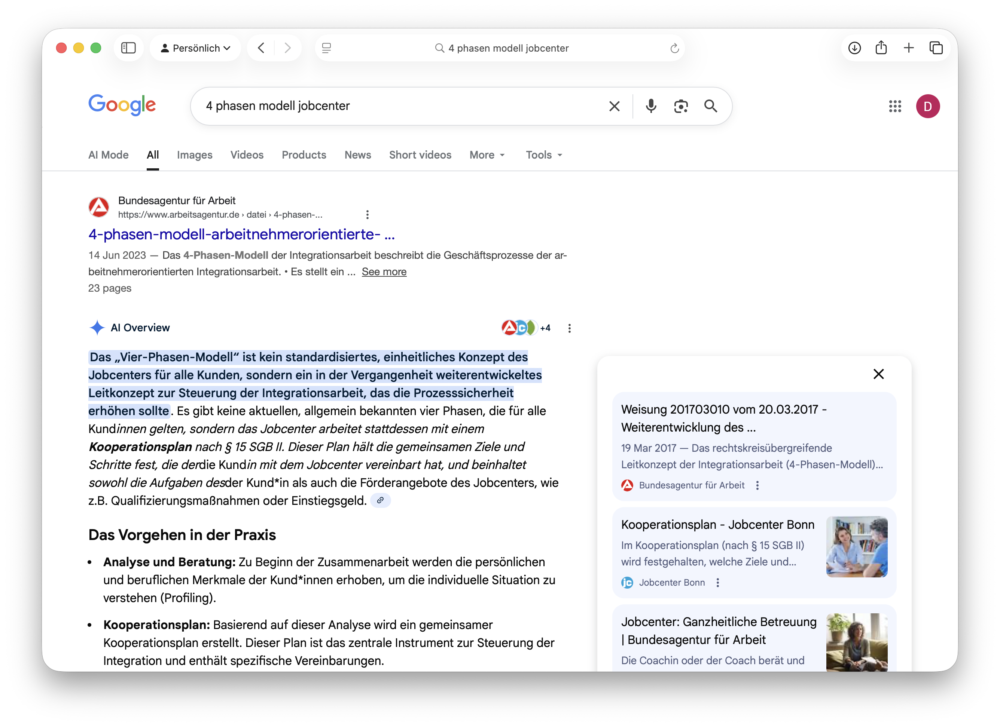 Persönlich
4 phasen modell jobcenter
Google
4 phasen modell jobcenter
D
AI Mode All Images Videos Products News Short videos More Tools
Bundesagentur für Arbeit
https://www.arbeitsagentur.de › datei › 4-phasen-...
4-phasen-modell-arbeitnehmerorientierte- ...
14 Jun 2023 — Das 4-Phasen-Modell der Integrationsarbeit beschreibt die Geschäftsprozesse der ar-
beitnehmerorientierten Integrationsarbeit. • Es stellt ein ... See more
23 pages
AI Overview
jc
+4
Das „Vier-Phasen-Modell“ ist kein standardisiertes, einheitliches Konzept des
Jobcenters für alle Kunden, sondern ein in der Vergangenheit weiterentwickeltes
Leitkonzept zur Steuerung der Integrationsarbeit, das die Prozesssicherheit
erhöhen sollte. Es gibt keine aktuellen, allgemein bekannten vier Phasen, die für alle
Kundinnen gelten, sondern das Jobcenter arbeitet stattdessen mit einem
Kooperationsplan nach § 15 SGB II. Dieser Plan hält die gemeinsamen Ziele und
Schritte fest, die derdie Kundin mit dem Jobcenter vereinbart hat, und beinhaltet
sowohl die Aufgaben desder Kund*in als auch die Förderangebote des Jobcenters, wie
z.B. Qualifizierungsmaßnahmen oder Einstiegsgeld.
Das Vorgehen in der Praxis
• Analyse und Beratung: Zu Beginn der Zusammenarbeit werden die persönlichen
und beruflichen Merkmale der Kund*innen erhoben, um die individuelle Situation zu
verstehen (Profiling).
• Kooperationsplan: Basierend auf dieser Analyse wird ein gemeinsamer
Kooperationsplan erstellt. Dieser Plan ist das zentrale Instrument zur Steuerung der
Integration und enthält spezifische Vereinbarungen.
Weisung 201703010 vom 20.03.2017 -
Weiterentwicklung des ...
19 Mar 2017 — Das rechtskreisübergreifende
Leitkonzept der Integrationsarbeit (4-Phasen-Modell)...
Bundesagentur für Arbeit
Kooperationsplan - Jobcenter Bonn
Im Kooperationsplan (nach § 15 SGB II)
wird festgehalten, welche Ziele und...
jc Jobcenter Bonn
Jobcenter: Ganzheitliche Betreuung
| Bundesagentur für Arbeit
Die Coachin oder der Coach berät und